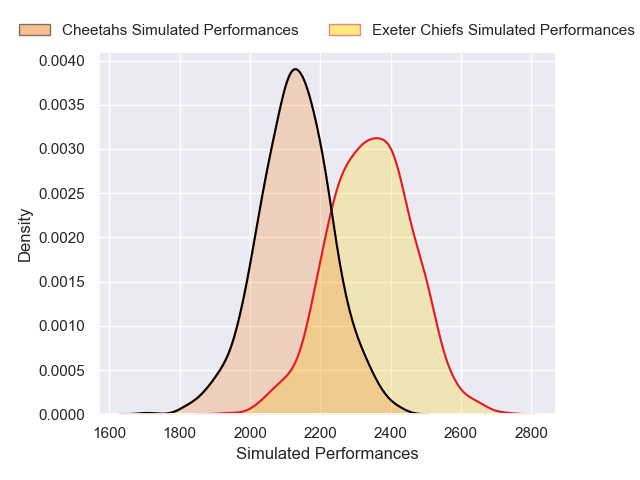 Cheetahs Simulated Performances
Exeter Chiefs Simulated Performances
0.0040
0.0035
0.0030
0.0025
0.0020
0.0015
0.0010
0.0005
0.0000
Density
1600 1800 2000 2200 2400 2600 2800
Simulated Performances